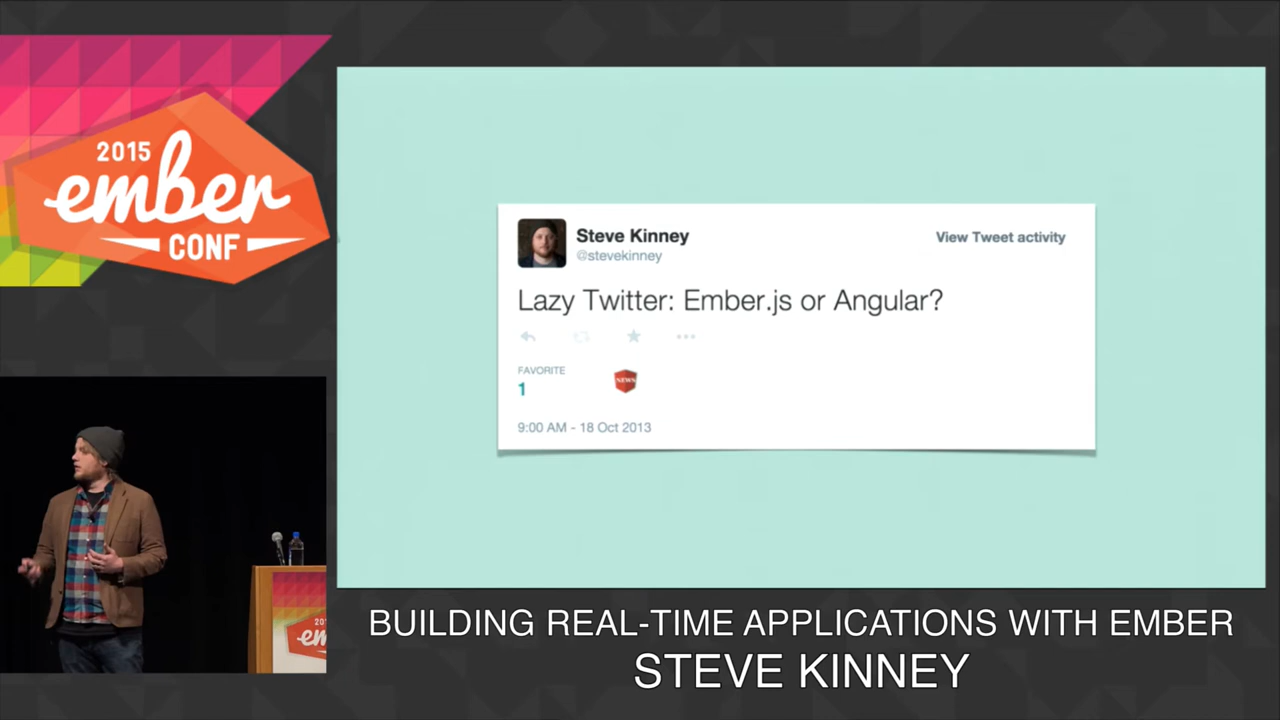 2015
ember
CONF
Steve Kinney
@stevekinney
View Tweet activity
Lazy Twitter: Ember.js or Angular?
FAVORITE
1
NEWS
9:00 AM - 18 Oct 2013
BUILDING REAL-TIME APPLICATIONS WITH EMBER
STEVE KINNEY